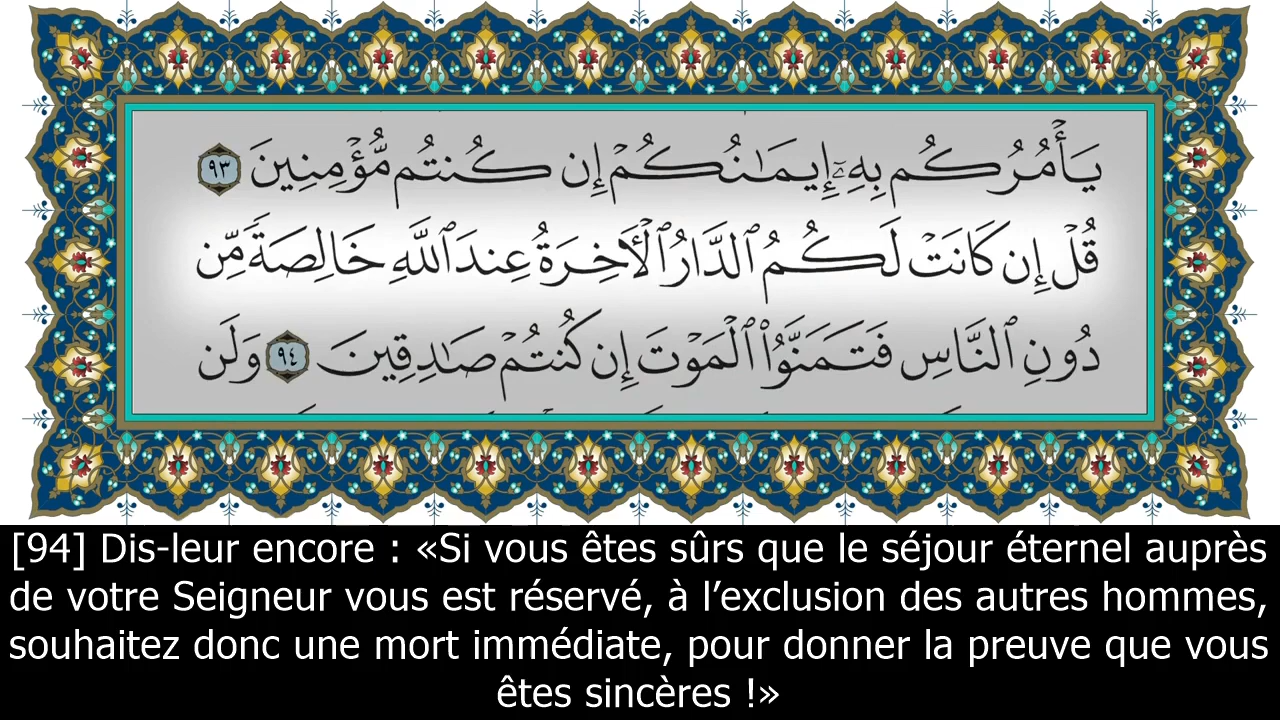 يَأْمُرُكُم بِهِۦٓ إِيمَـٰنُكُمْ إِن كُنتُم مُّؤْمِنِينَ ٩٣
قُلْ إِن كَانَتْ لَكُمُ ٱلدَّارُ ٱلْأَخِرَةُ عِندَ ٱللَّهِ خَالِصَةً مِّن
دُونِ ٱلنَّاسِ فَتَمَنَّوُا۟ ٱلْمَوْتَ إِن كُنتُمْ صَـٰدِقِينَ ٩٤ وَلَن
[94] Dis-leur encore : «Si vous êtes sûrs que le séjour éternel auprès
de votre Seigneur vous est réservé, à l’exclusion des autres hommes,
souhaitez donc une mort immédiate, pour donner la preuve que vous
êtes sincères !»